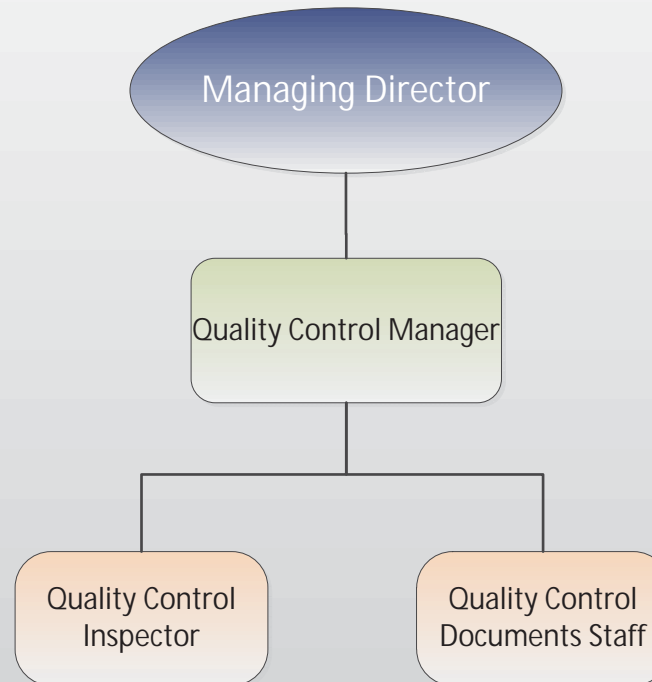 Managing Director
Quality Control Manager
Quality Control
Inspector
Quality Control
Documents Staff